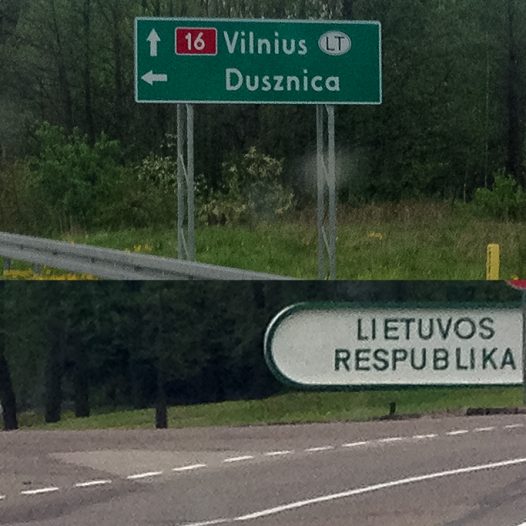 16 Vilnius LT
Dusznica
LIETUVOS
RESPUBLIKA